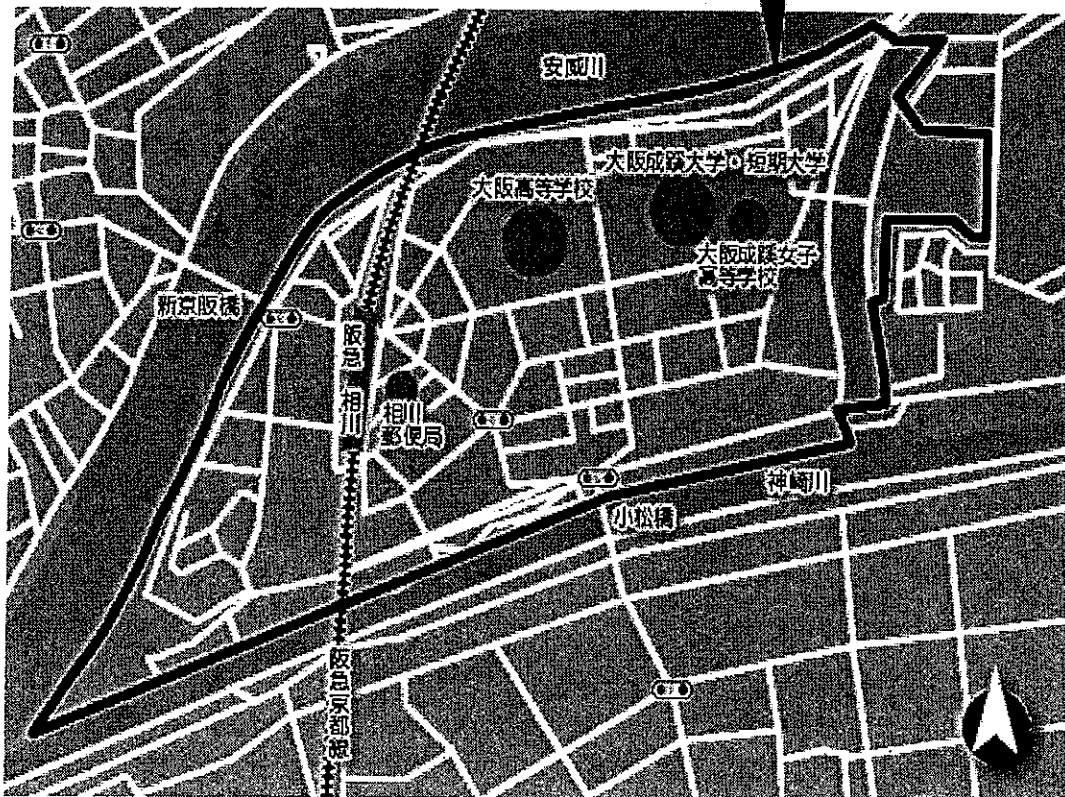 安威川
大阪成蹊大学・短期大学
大阪高等学校
大阪成蹊女子
高等学校
新京阪橋
阪急 相川
相川
郵便局
神崎川
小松橋
阪急京都線